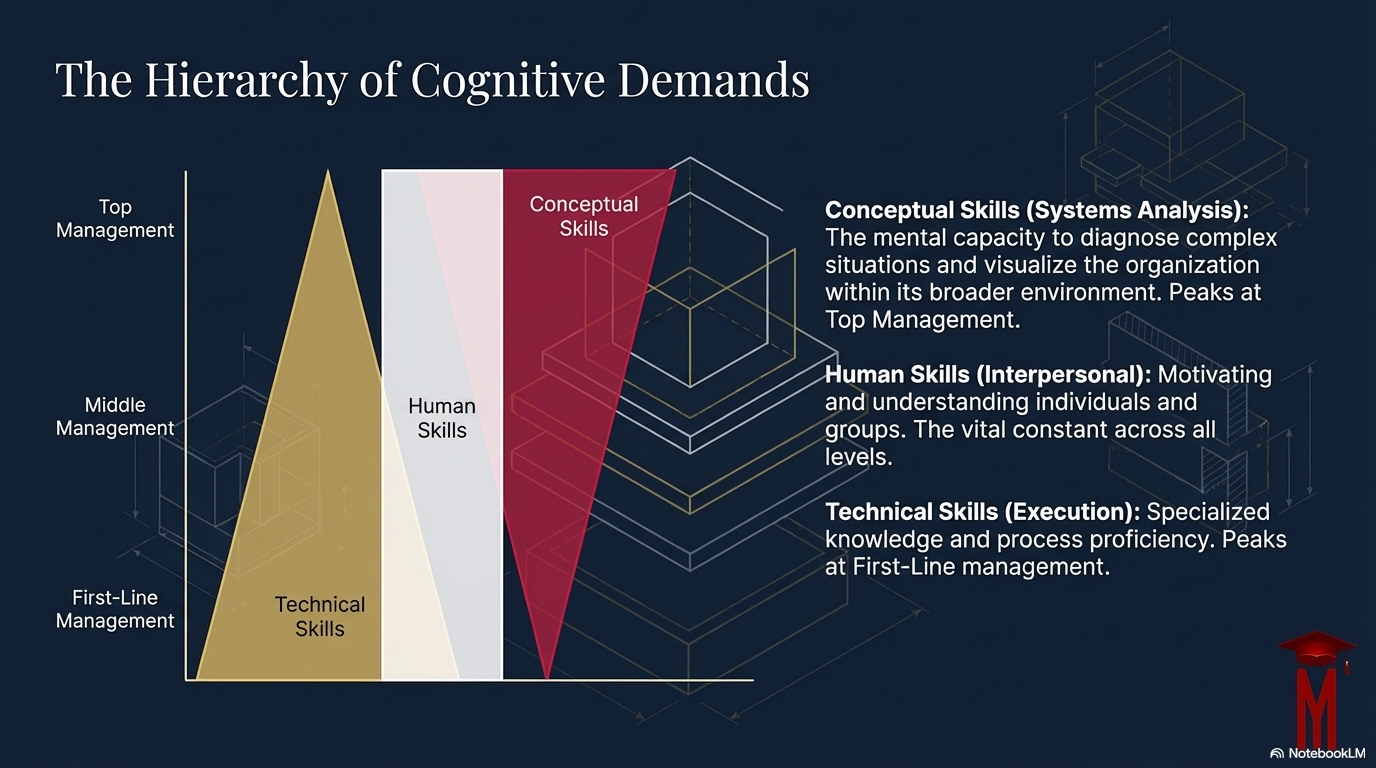 The Hierarchy of Cognitive Demands
Top
Management
Middle
Management
First-Line
Management
Technical
Skills
Human
Skills
Conceptual
Skills
Conceptual Skills (Systems Analysis):
The mental capacity to diagnose complex
situations and visualize the organization
within its broader environment. Peaks at
Top Management.
Human Skills (Interpersonal): Motivating
and understanding individuals and
groups. The vital constant across all
levels.
Technical Skills (Execution): Specialized
knowledge and process proficiency. Peaks
at First-Line management.
M
NotebookLM